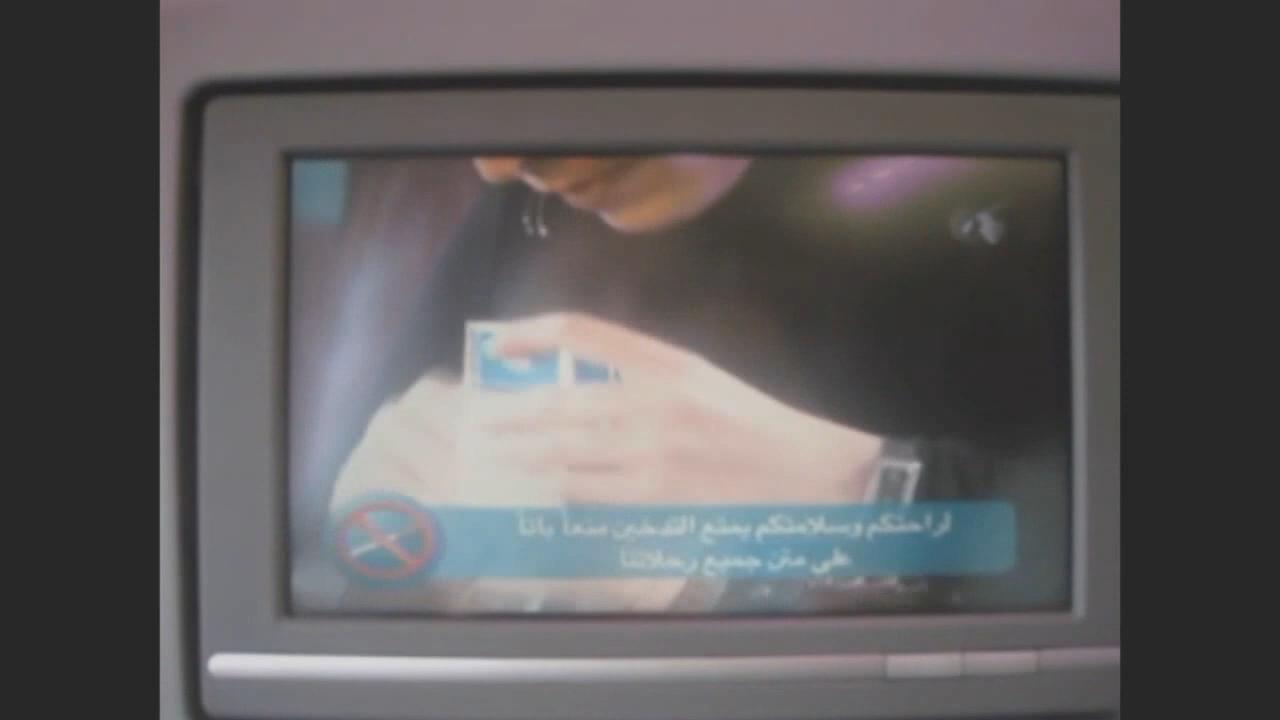 لراحتكم وسلامتكم يمنع التدخين منعاً باتاً
على متن جميع رحلاتنا